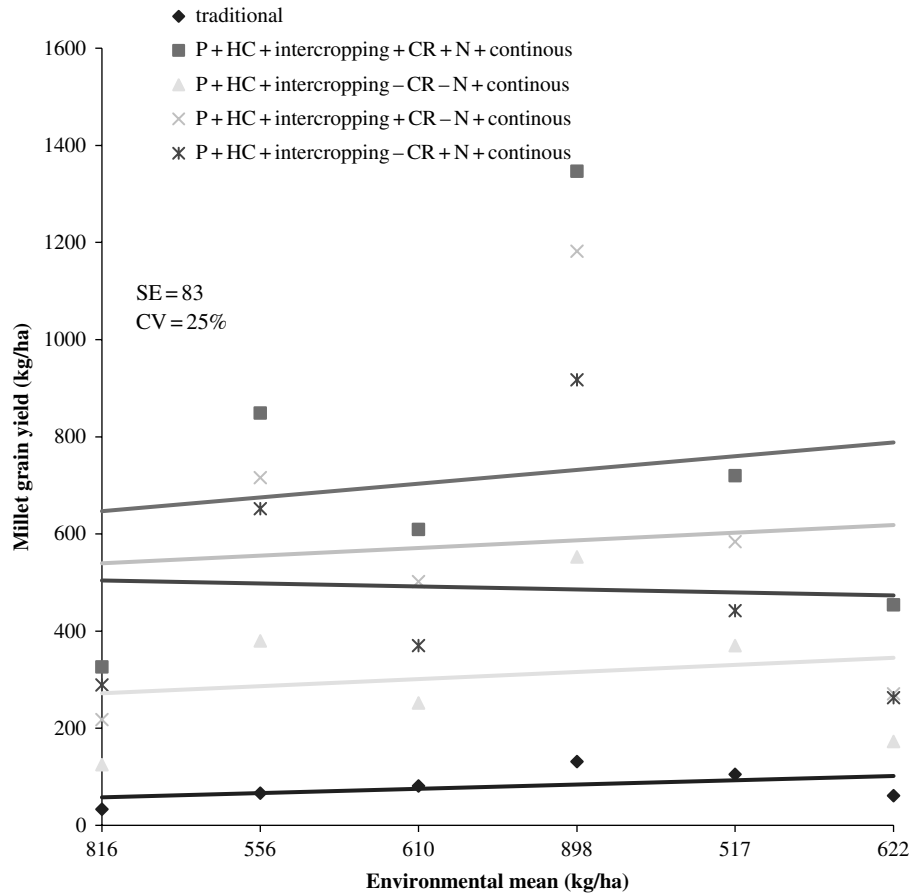 traditional
P + HC + intercropping + CR + N + continous
P + HC + intercropping – CR – N + continous
P + HC + intercropping + CR – N + continous
P + HC + intercropping – CR + N + continous
1600
1400
1200
1000
800
600
400
200
0
SE = 83
CV = 25%
Millet grain yield (kg/ha)
816 556 610 898 517 622
Environmental mean (kg/ha)